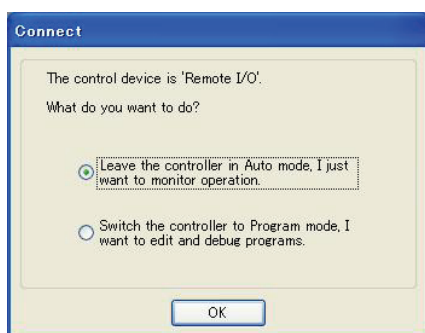 Connect
The control device is 'Remote I/O'.
What do you want to do?
Leave the controller in Auto mode, I just
want to monitor operation.
Switch the controller to Program mode, I
want to edit and debug programs.
OK